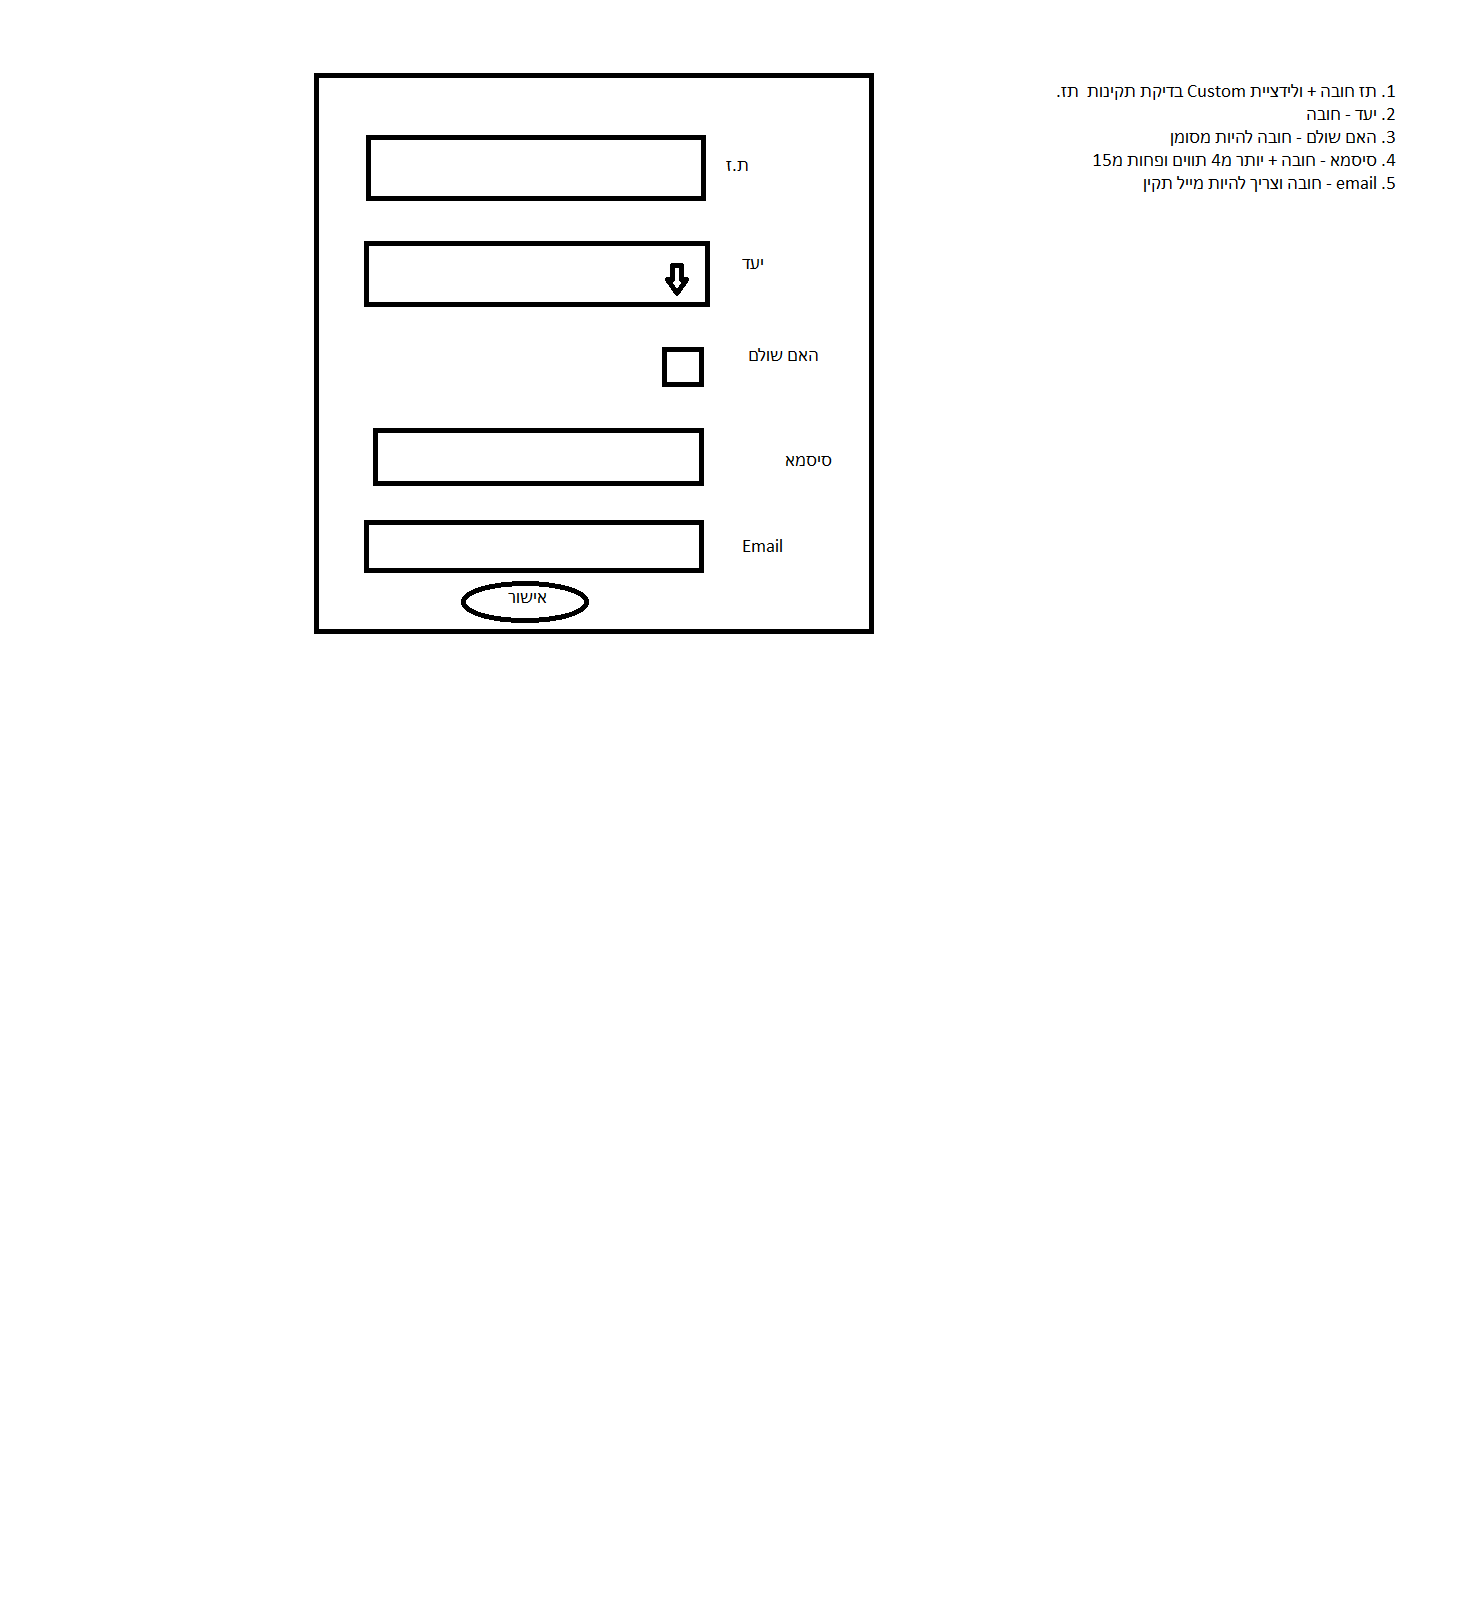 1. תז חובה + ולידציית Custom בדיקת תקינות  תז.
2. יעד - חובה
3. האם שולם - חובה להיות מסומן
4. סיסמא - חובה + יותר מ4 תווים ופחות מ15
5. email - חובה וצריך להיות מייל תקין
ת.ז
יעד
האם שולם
סיסמא
Email
אישור